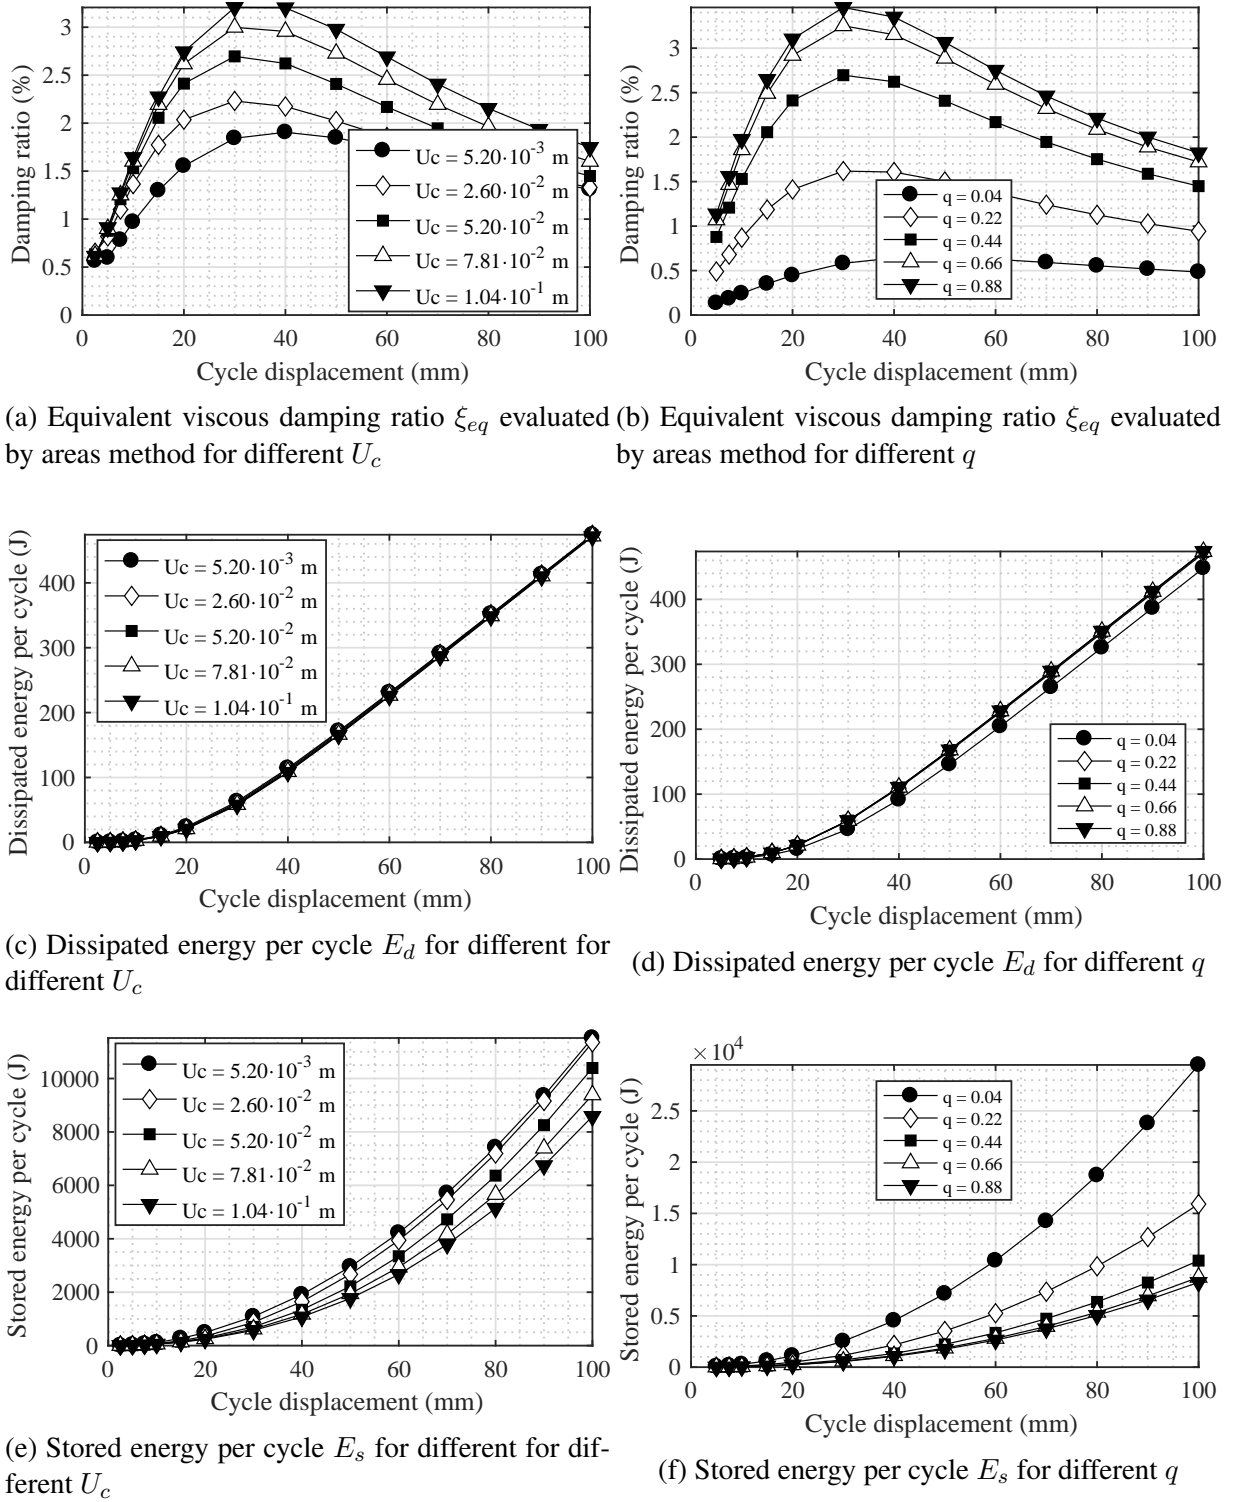 3
2.5
2
1.5
1
0.5
0
Damping ratio (%)
Uc = 5.20·10-3 m
Uc = 2.60·10-2 m
Uc = 5.20·10-2 m
Uc = 7.81·10-2 m
Uc = 1.04·10-1 m
0 20 40 60 80 100
Cycle displacement (mm)
3
2.5
2
1.5
1
0.5
0
Damping ratio (%)
q = 0.04
q = 0.22
q = 0.44
q = 0.66
q = 0.88
0 20 40 60 80 100
Cycle displacement (mm)
(a) Equivalent viscous damping ratio ξeq evaluated
by areas method for different Uc
(b) Equivalent viscous damping ratio ξeq evaluated
by areas method for different q
400
300
200
100
0
Dissipated energy per cycle (J)
Uc = 5.20·10-3 m
Uc = 2.60·10-2 m
Uc = 5.20·10-2 m
Uc = 7.81·10-2 m
Uc = 1.04·10-1 m
0 20 40 60 80 100
Cycle displacement (mm)
400
300
200
100
0
Dissipated energy per cycle (J)
q = 0.04
q = 0.22
q = 0.44
q = 0.66
q = 0.88
0 20 40 60 80 100
Cycle displacement (mm)
(c) Dissipated energy per cycle Ed for different for
different Uc
(d) Dissipated energy per cycle Ed for different q
10000
8000
6000
4000
2000
0
Stored energy per cycle (J)
Uc = 5.20·10-3 m
Uc = 2.60·10-2 m
Uc = 5.20·10-2 m
Uc = 7.81·10-2 m
Uc = 1.04·10-1 m
0 20 40 60 80 100
Cycle displacement (mm)
×104
2.5
2
1.5
1
0.5
0
Stored energy per cycle (J)
q = 0.04
q = 0.22
q = 0.44
q = 0.66
q = 0.88
0 20 40 60 80 100
Cycle displacement (mm)
(e) Stored energy per cycle Es for different for dif-
ferent Uc
(f) Stored energy per cycle Es for different q